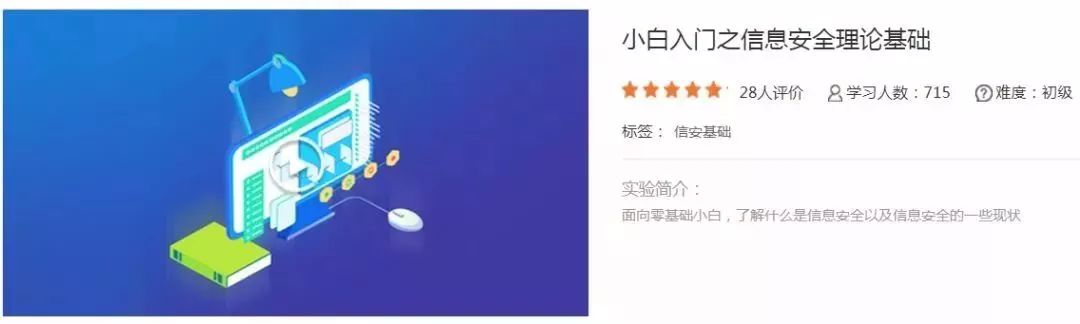 小白入门之信息安全理论基础
28人评价 学习人数：715 难度：初级
标签： 信安基础
实验简介：
面向零基础小白，了解什么是信息安全以及信息安全的一些现状